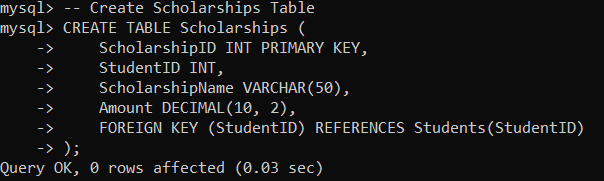 mysql> -- Create Scholarships Table
mysql> CREATE TABLE Scholarships (
    ->     ScholarshipID INT PRIMARY KEY,
    ->     StudentID INT,
    ->     ScholarshipName VARCHAR(50),
    ->     Amount DECIMAL(10, 2),
    ->     FOREIGN KEY (StudentID) REFERENCES Students(StudentID)
    -> );
Query OK, 0 rows affected (0.03 sec)